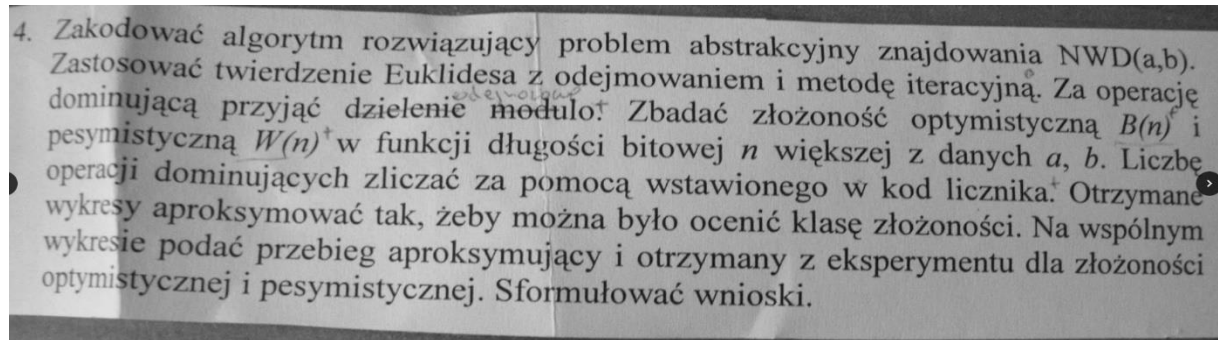 4. Zakodować algorytm rozwiązujący problem abstrakcyjny znajdowania NWD(a,b).
Zastosować twierdzenie Euklidesa z odejmowaniem i metodę iteracyjną. Za operację
odejmowanie
dominującą przyjąć dzielenie modulo.+ Zbadać złożoność optymistyczną B(n)+ i
pesymistyczną W(n)+ w funkcji długości bitowej n większej z danych a, b. Liczbę
operacji dominujących zliczać za pomocą wstawionego w kod licznika.+ Otrzymane
wykresy aproksymować tak, żeby można było ocenić klasę złożoności. Na wspólnym
wykresie podać przebieg aproksymujący i otrzymany z eksperymentu dla złożoności
optymistycznej i pesymistycznej. Sformułować wnioski.